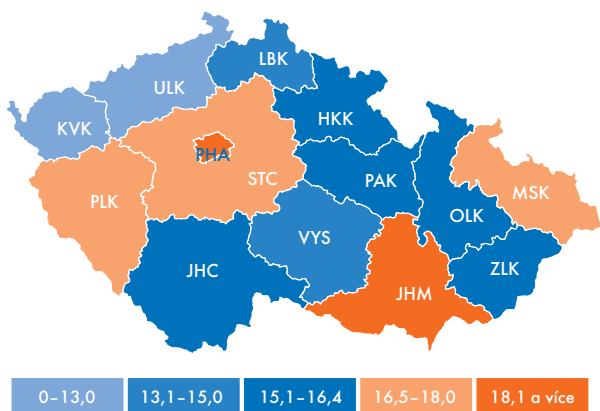 LBK
ULK
HKK
KVK
PHA
STC
PAK
MSK
PLK
OLK
VYS
ZLK
JHC
JHM
0–13,0 13,1–15,0 15,1–16,4 16,5–18,0 18,1 a více